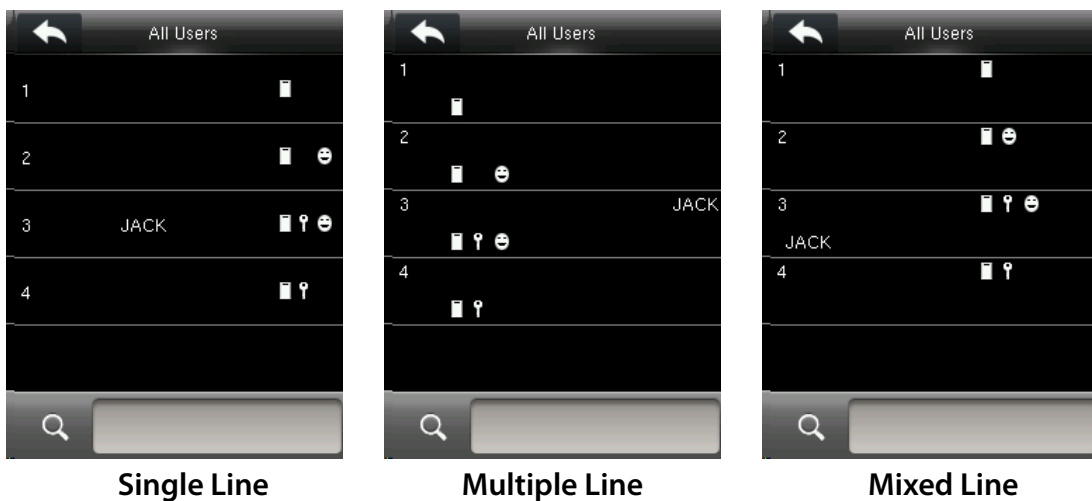 All Users
1
2
3 JACK
4
All Users
1
2
3 JACK
4
All Users
1
2
3
JACK
4
Single Line
Multiple Line
Mixed Line